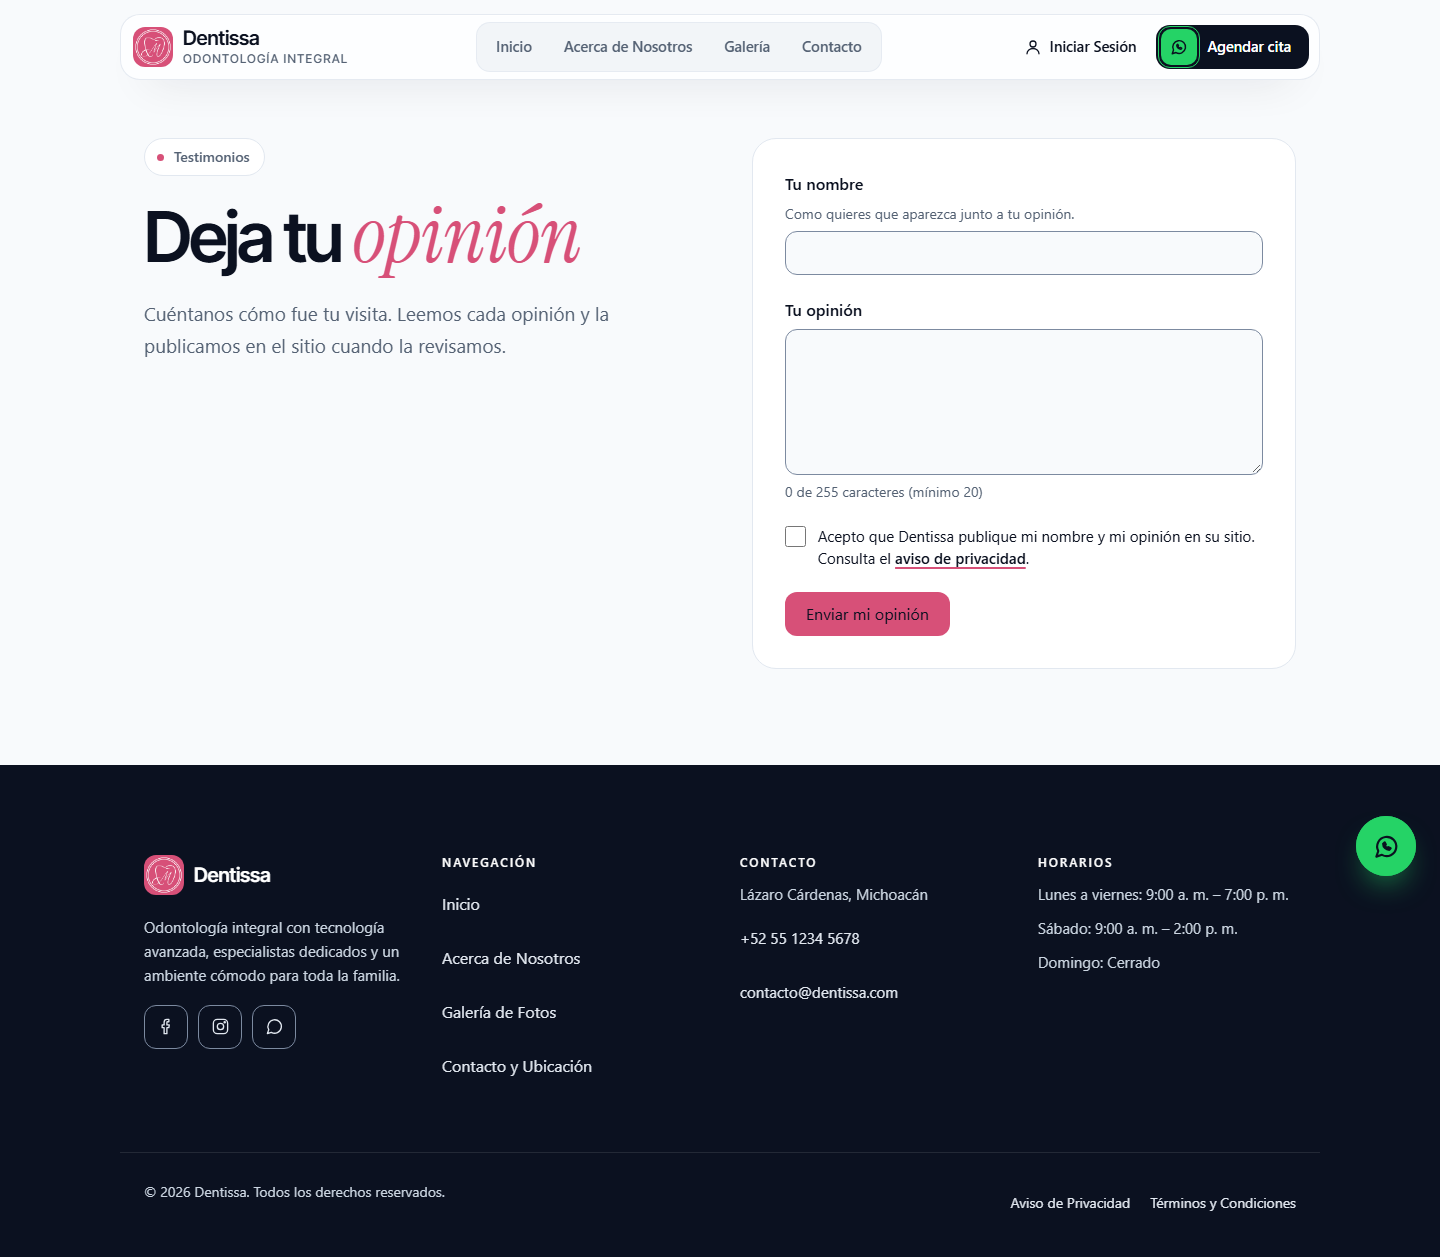 Dentissa
ODONTOLOGÍA INTEGRAL
Inicio
Acerca de Nosotros
Galería
Contacto
Iniciar Sesión
Agendar cita
Testimonios
Deja tu opinión
Cuéntanos cómo fue tu visita. Leemos cada opinión y la
publicamos en el sitio cuando la revisamos.
Tu nombre
Como quieres que aparezca junto a tu opinión.
Tu opinión
0 de 255 caracteres (mínimo 20)
Acepto que Dentissa publique mi nombre y mi opinión en su sitio.
Consulta el aviso de privacidad.
Enviar mi opinión
Dentissa
Odontología integral con tecnología
avanzada, especialistas dedicados y un
ambiente cómodo para toda la familia.
NAVEGACIÓN
Inicio
Acerca de Nosotros
Galería de Fotos
Contacto y Ubicación
CONTACTO
Lázaro Cárdenas, Michoacán
+52 55 1234 5678
contacto@dentissa.com
HORARIOS
Lunes a viernes: 9:00 a. m. – 7:00 p. m.
Sábado: 9:00 a. m. – 2:00 p. m.
Domingo: Cerrado
© 2026 Dentissa. Todos los derechos reservados.
Aviso de Privacidad
Términos y Condiciones